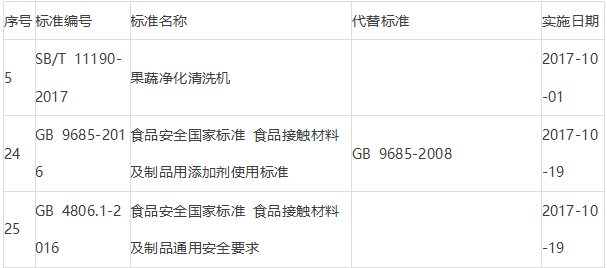 序号 标准编号 标准名称 代替标准 实施日期
5 SB/T 11190-2017 果蔬净化清洗机 2017-10-01
24 GB 9685-2016 食品安全国家标准 食品接触材料及制品用添加剂使用标准 GB 9685-2008 2017-10-19
25 GB 4806.1-2016 食品安全国家标准 食品接触材料及制品通用安全要求 2017-10-19